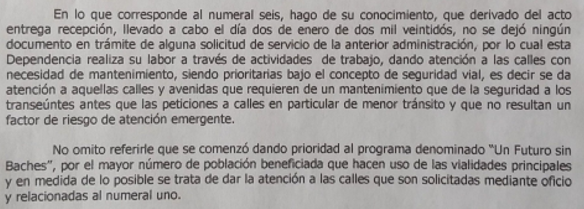 En lo que corresponde al numeral seis, hago de su conocimiento, que derivado del acto
entrega recepción, llevado a cabo el día dos de enero de dos mil veintidós, no se dejó ningún
documento en trámite de alguna solicitud de servicio de la anterior administración, por lo cual esta
Dependencia realiza su labor a través de actividades de trabajo, dando atención a las calles con
necesidad de mantenimiento, siendo prioritarias bajo el concepto de seguridad vial, es decir se da
atención a aquellas calles y avenidas que requieren de un mantenimiento que de la seguridad a los
transeúntes antes que las peticiones a calles en particular de menor tránsito y que no resultan un
factor de riesgo de atención emergente.
No omito referirle que se comenzó dando prioridad al programa denominado "Un Futuro sin
Baches", por el mayor número de población beneficiada que hacen uso de las vialidades principales
y en medida de lo posible se trata de dar la atención a las calles que son solicitadas mediante oficio
y relacionadas al numeral uno.